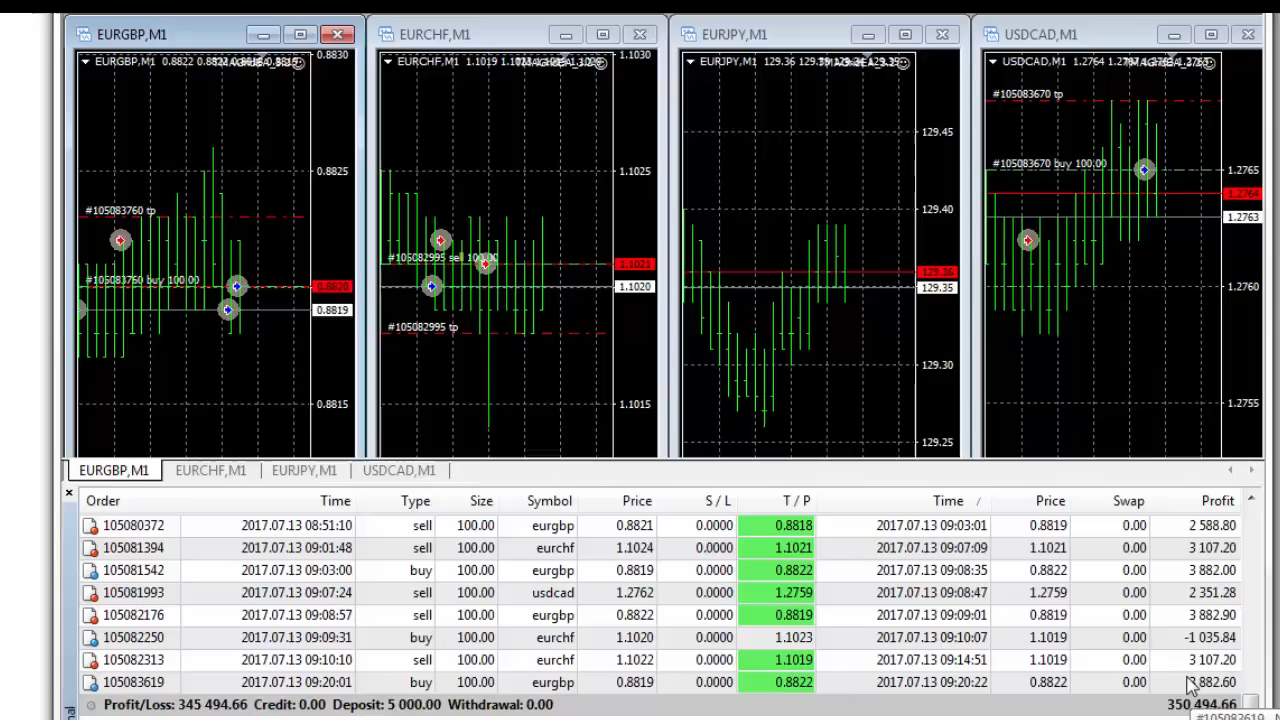 EURGBP,M1
EURCHF,M1
EURJPY,M1
USDCAD,M1
EURGBP,M1 0.8822
0.8830
0.8825
0.8820
0.8819
0.8815
#105083760 tp
#105083760 buy 100.00
EURCHF,M1 1.1019
1.1030
1.1025
1.1021
1.1020
1.1015
#105082995 sell 100.00
#105082995 tp
EURJPY,M1 129.36
129.45
129.40
129.36
129.35
129.30
129.25
USDCAD,M1 1.2764
#105083670 tp
#105083670 buy 100.00
1.2765
1.2764
1.2763
1.2760
1.2755
EURGBP,M1 EURCHF,M1 EURJPY,M1 USDCAD,M1
Order Time Type Size Symbol Price S / L T / P Time / Price Swap Profit
105080372 2017.07.13 08:51:10 sell 100.00 eurgbp 0.8821 0.0000 0.8818 2017.07.13 09:03:01 0.8819 0.00 2 588.80
105081394 2017.07.13 09:01:48 sell 100.00 eurchf 1.1024 0.0000 1.1021 2017.07.13 09:07:09 1.1021 0.00 3 107.20
105081542 2017.07.13 09:03:00 buy 100.00 eurgbp 0.8819 0.0000 0.8822 2017.07.13 09:08:35 0.8822 0.00 3 882.00
105081993 2017.07.13 09:07:24 sell 100.00 usdcad 1.2762 0.0000 1.2759 2017.07.13 09:08:47 1.2759 0.00 2 351.28
105082176 2017.07.13 09:08:57 sell 100.00 eurgbp 0.8822 0.0000 0.8819 2017.07.13 09:09:01 0.8819 0.00 3 882.90
105082250 2017.07.13 09:09:31 buy 100.00 eurchf 1.1020 0.0000 1.1023 2017.07.13 09:10:07 1.1019 0.00 -1 035.84
105082313 2017.07.13 09:10:10 sell 100.00 eurchf 1.1022 0.0000 1.1019 2017.07.13 09:14:51 1.1019 0.00 3 107.20
105083619 2017.07.13 09:20:01 buy 100.00 eurgbp 0.8819 0.0000 0.8822 2017.07.13 09:20:22 0.8822 0.00 882.60
Profit/Loss: 345 494.66 Credit: 0.00 Deposit: 5 000.00 Withdrawal: 0.00 350 494.66